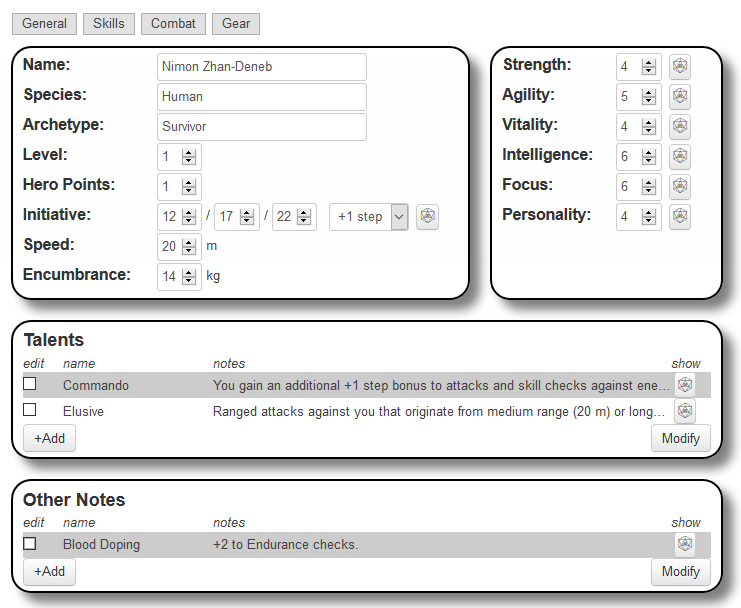 General Skills Combat Gear
Name: Nimon Zhan-Deneb
Species: Human
Archetype: Survivor
Level: 1
Hero Points: 1
Initiative: 12 / 17 / 22 +1 step
Speed: 20 m
Encumbrance: 14 kg
Strength: 4
Agility: 5
Vitality: 4
Intelligence: 6
Focus: 6
Personality: 4
Talents
edit name notes show
Commando You gain an additional +1 step bonus to attacks and skill checks against ene...
Elusive Ranged attacks against you that originate from medium range (20 m) or long...
+Add Modify
Other Notes
edit name notes show
Blood Doping +2 to Endurance checks.
+Add Modify